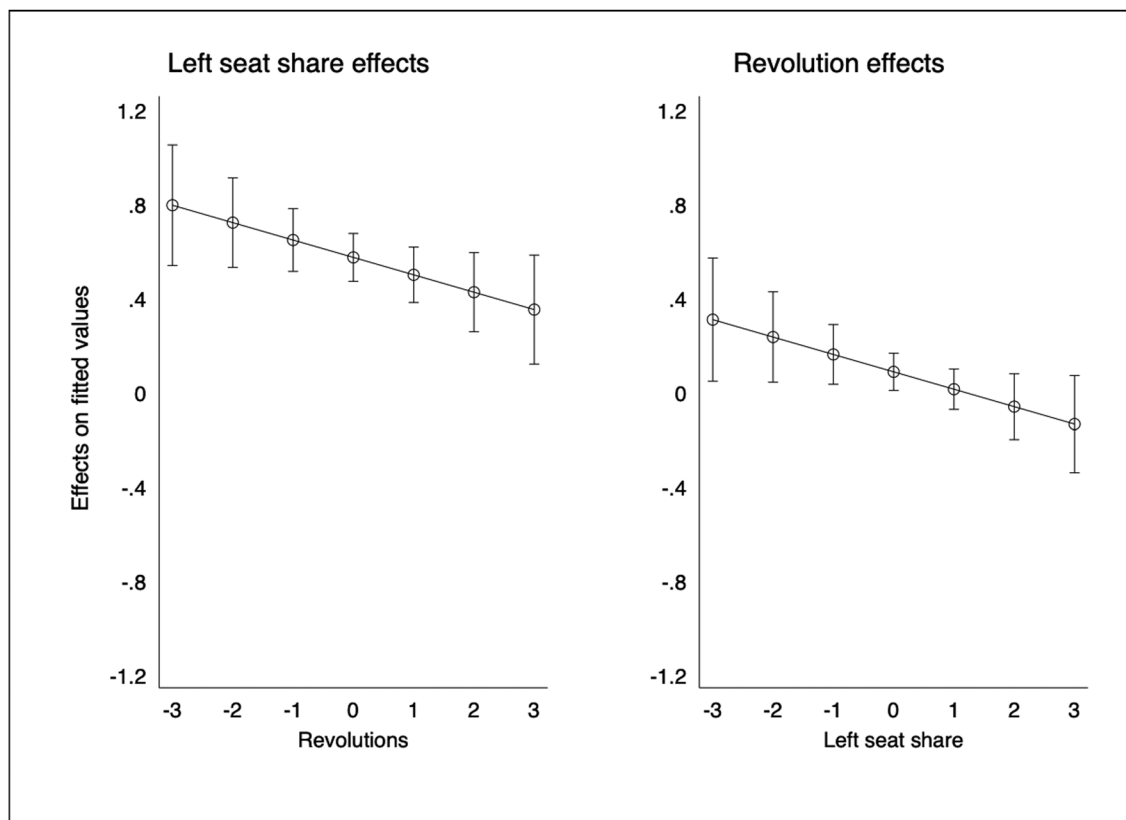 Left seat share effects
Effects on fitted values
1.2
.8
.4
0
-.4
-.8
-1.2
-3 -2 -1 0 1 2 3
Revolutions
Revolution effects
1.2
.8
.4
0
-.4
-.8
-1.2
-3 -2 -1 0 1 2 3
Left seat share